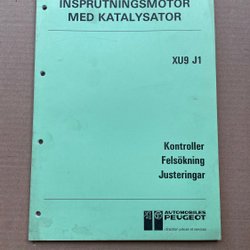 INSPRUTNINGSMOTOR
MED KATALYSATOR
XU9 J1
Kontroller
Felsökning
Justeringar
AUTOMOBILES
PEUGEOT